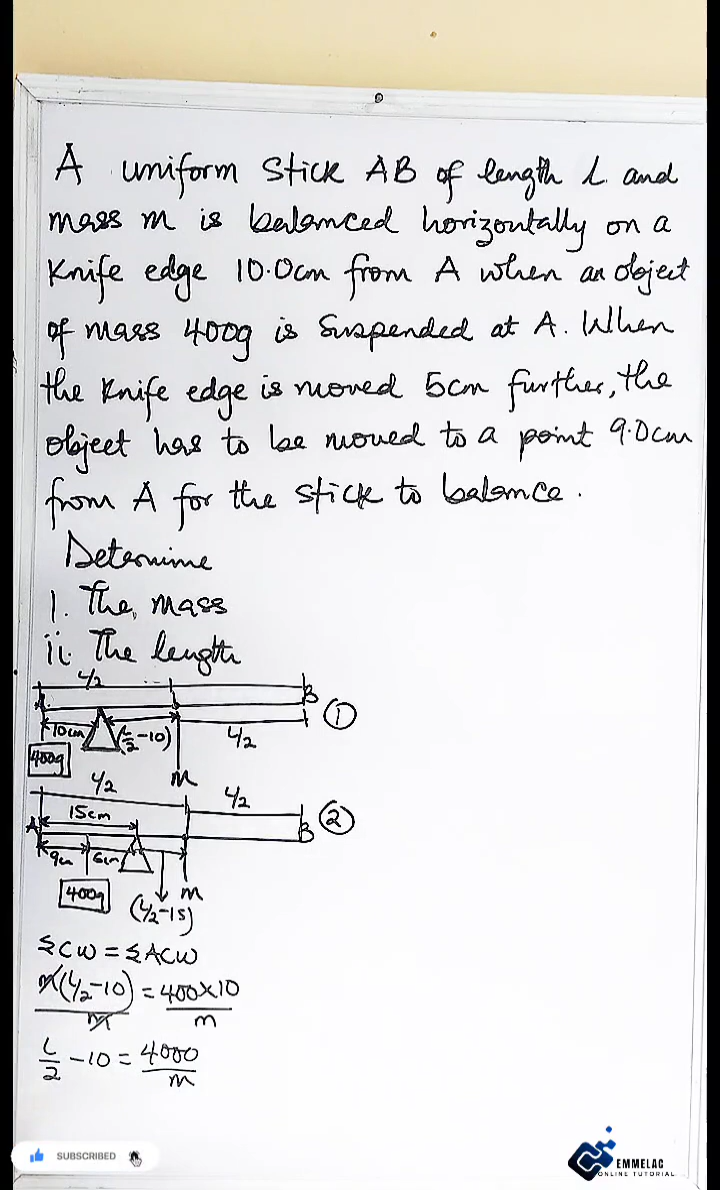 A uniform stick AB of length L and
mass m is balanced horizontally on a
Knife edge 10.0cm from A when an object
of mass 400g is suspended at A. When
the knife edge is moved 5cm further, the
object has to be moved to a point 9.0cm
from A for the stick to balance.
Determine
i. The mass
ii. The length
L/2
B
①
10cm
(L/2-10)
L/2
400g
m
L/2
L/2
15cm
A
B
②
9cm
6cm
400g
m
(L/2-15)
ΣCW = ΣACW
m(L/2-10) = 400×10
m
m
L/2 - 10 = 4000/m
SUBSCRIBED
EMMELAC
ONLINE TUTORIAL